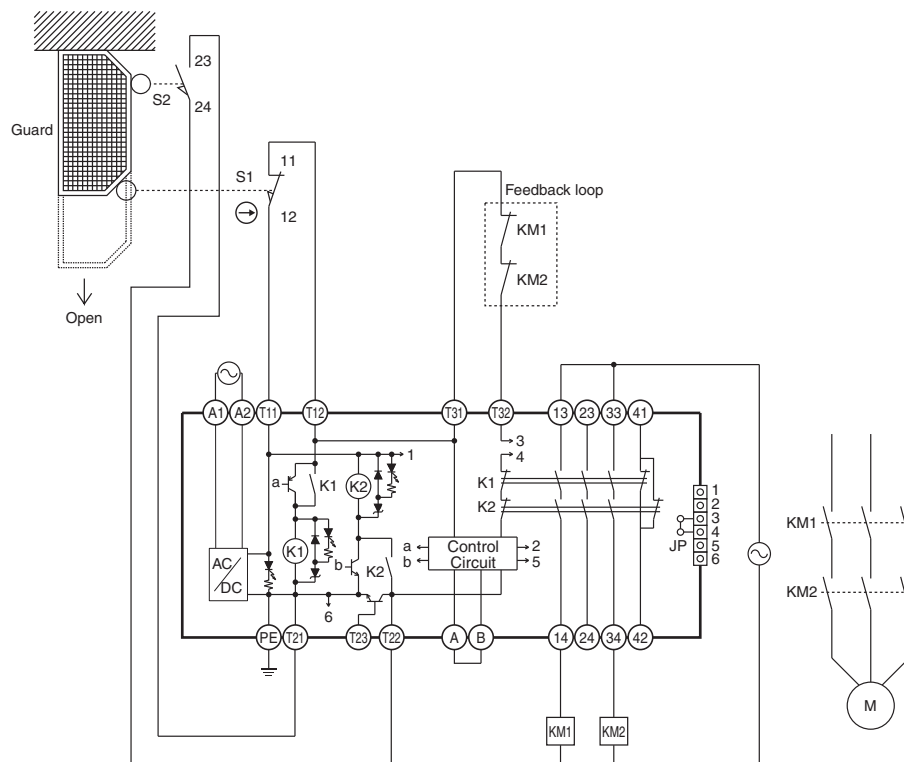 23
S2
24
Guard
11
S1
12
Feedback loop
KM1
KM2
Open
A1 A2 T11 T12 T31 T32 13 23 33 41
3
1
4
a K1 K2 K1
K2
1
2
3
4
5
6
JP
K1
b K2
a Control 2
b Circuit 5
AC/DC
6
PE T21 T23 T22 A B 14 24 34 42
KM1 KM2
KM1
KM2
M